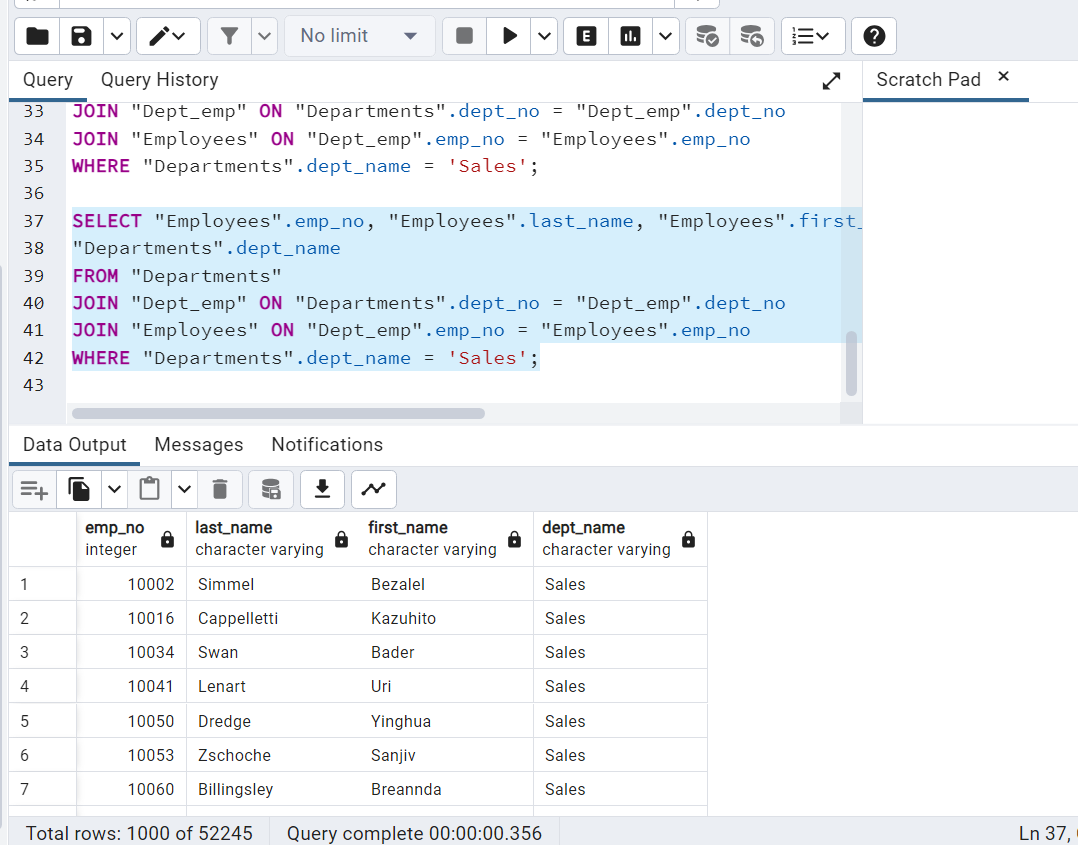 No limit
E
Query
Query History
Scratch Pad
33 JOIN "Dept_emp" ON "Departments".dept_no = "Dept_emp".dept_no
34 JOIN "Employees" ON "Dept_emp".emp_no = "Employees".emp_no
35 WHERE "Departments".dept_name = 'Sales';
36
37 SELECT "Employees".emp_no, "Employees".last_name, "Employees".first_
38 "Departments".dept_name
39 FROM "Departments"
40 JOIN "Dept_emp" ON "Departments".dept_no = "Dept_emp".dept_no
41 JOIN "Employees" ON "Dept_emp".emp_no = "Employees".emp_no
42 WHERE "Departments".dept_name = 'Sales';
43
Data Output Messages Notifications
emp_no last_name first_name dept_name
integer character varying character varying character varying
1 10002 Simmel Bezalel Sales
2 10016 Cappelletti Kazuhito Sales
3 10034 Swan Bader Sales
4 10041 Lenart Uri Sales
5 10050 Dredge Yinghua Sales
6 10053 Zschoche Sanjiv Sales
7 10060 Billingsley Breannda Sales
Total rows: 1000 of 52245 Query complete 00:00:00.356 Ln 37,